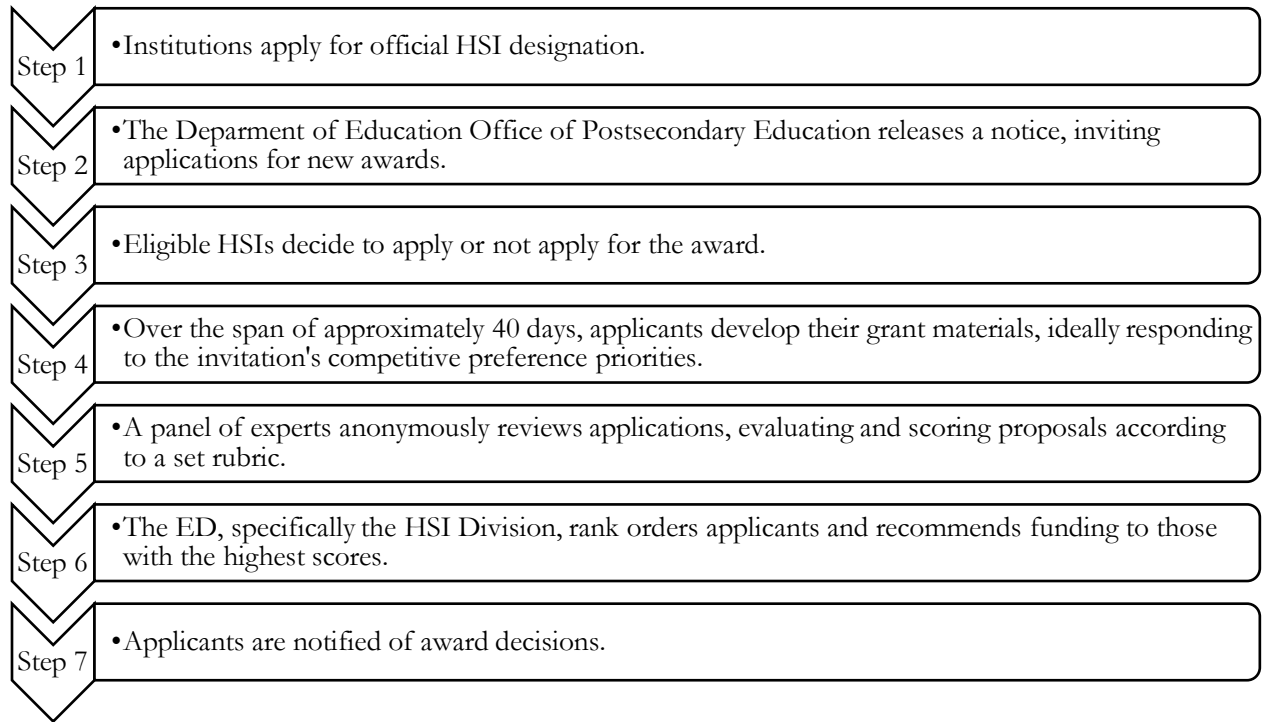 Step 1
•Institutions apply for official HSI designation.
Step 2
•The Deparment of Education Office of Postsecondary Education releases a notice, inviting
applications for new awards.
Step 3
•Eligible HSIs decide to apply or not apply for the award.
Step 4
•Over the span of approximately 40 days, applicants develop their grant materials, ideally responding
to the invitation's competitive preference priorities.
Step 5
•A panel of experts anonymously reviews applications, evaluating and scoring proposals according
to a set rubric.
Step 6
•The ED, specifically the HSI Division, rank orders applicants and recommends funding to those
with the highest scores.
Step 7
•Applicants are notified of award decisions.